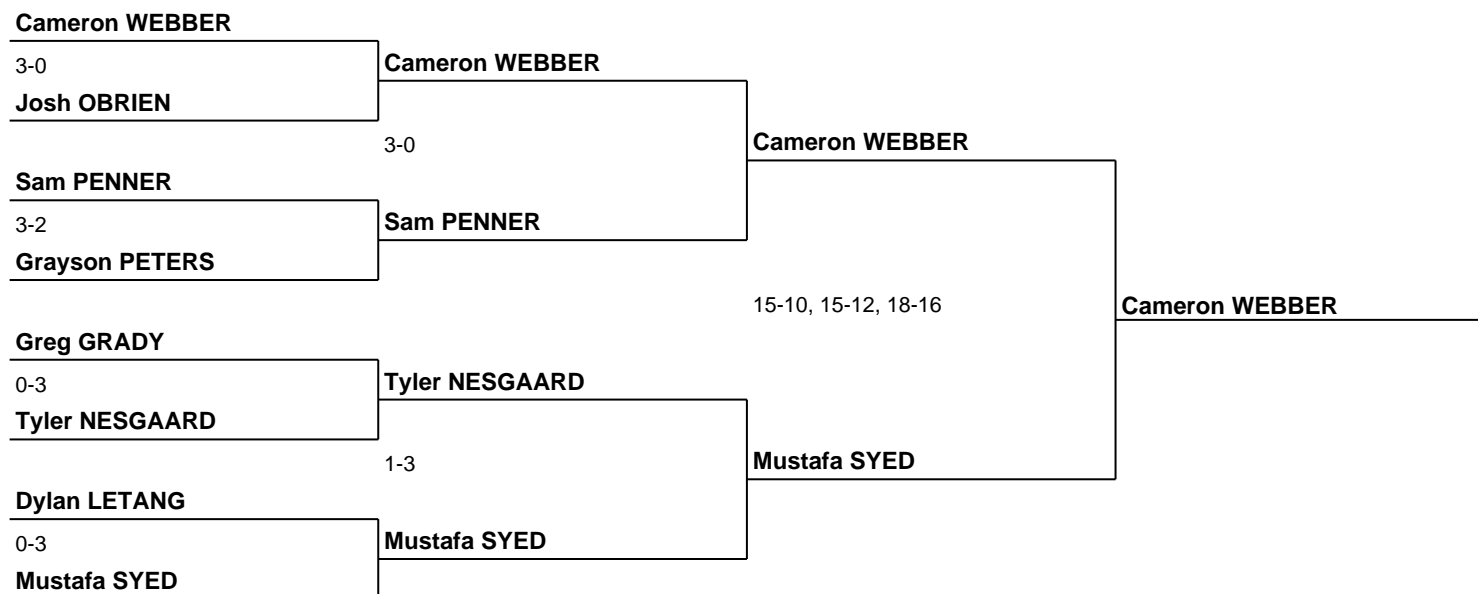 Cameron WEBBER
3-0
Cameron WEBBER
Josh OBRIEN
3-0
Cameron WEBBER
Sam PENNER
3-2
Sam PENNER
Grayson PETERS
15-10, 15-12, 18-16
Cameron WEBBER
Greg GRADY
0-3
Tyler NESGAARD
Tyler NESGAARD
1-3
Mustafa SYED
Dylan LETANG
0-3
Mustafa SYED
Mustafa SYED